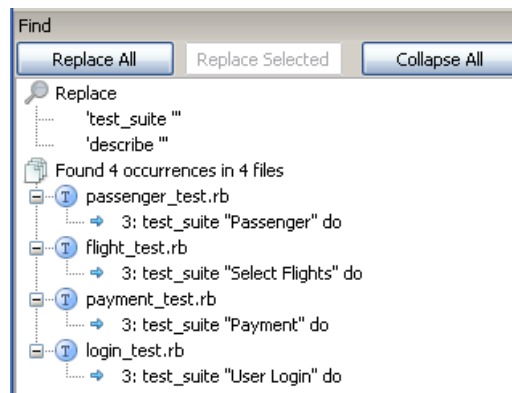 Find
Replace All Replace Selected Collapse All
Replace
'test_suite "'
'describe "'
Found 4 occurrences in 4 files
T passenger_test.rb
3: test_suite "Passenger" do
T flight_test.rb
3: test_suite "Select Flights" do
T payment_test.rb
3: test_suite "Payment" do
T login_test.rb
3: test_suite "User Login" do